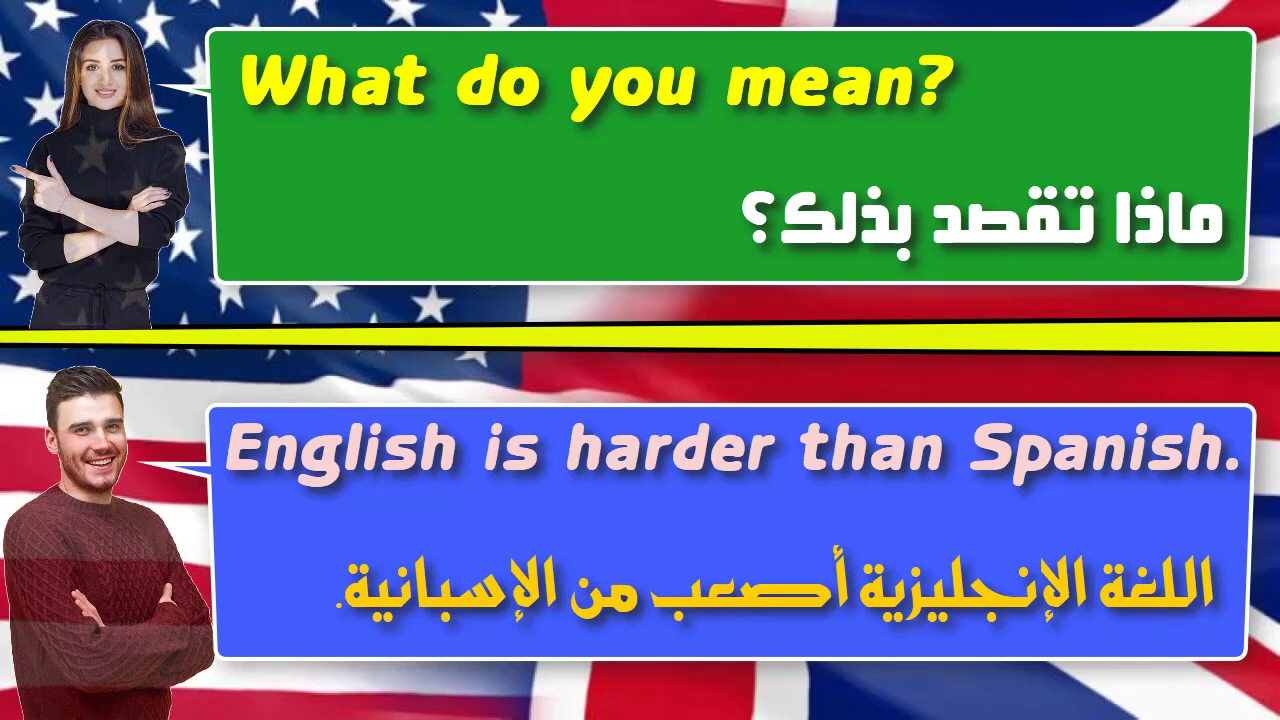 What do you mean?
ماذا تقصد بذلك؟
English is harder than Spanish.
اللغة الإنجليزية أصعب من الإسبانية.